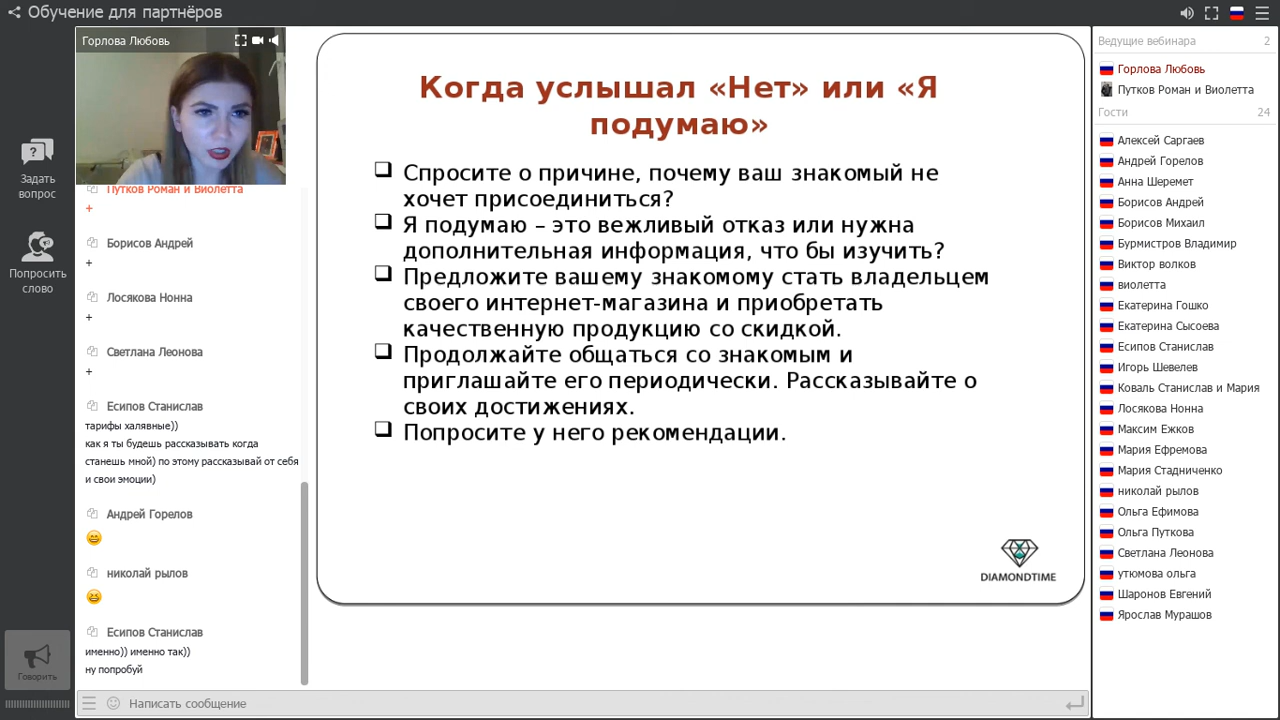 Обучение для партнёров
Горлова Любовь
Задать
вопрос
Попросить
слово
Говорить
Путков Роман и Виолетта
+
Борисов Андрей
+
Лосякова Нонна
+
Светлана Леонова
+
Есипов Станислав
тарифы халявные))
как я ты будешь рассказывать когда
станешь мной) по этому рассказывай от себя
и свои эмоции)
Андрей Горелов
николай рылов
Есипов Станислав
именно)) именно так))
ну попробуй
Написать сообщение
Когда услышал «Нет» или «Я
подумаю»
Спросите о причине, почему ваш знакомый не
хочет присоединиться?
Я подумаю – это вежливый отказ или нужна
дополнительная информация, что бы изучить?
Предложите вашему знакомому стать владельцем
своего интернет-магазина и приобретать
качественную продукцию со скидкой.
Продолжайте общаться со знакомым и
приглашайте его периодически. Рассказывайте о
своих достижениях.
Попросите у него рекомендации.
DIAMONDTIME
Ведущие вебинара 2
Горлова Любовь
Путков Роман и Виолетта
Гости 24
Алексей Саргаев
Андрей Горелов
Анна Шеремет
Борисов Андрей
Борисов Михаил
Бурмистров Владимир
Виктор волков
виолетта
Екатерина Гошко
Екатерина Сысоева
Есипов Станислав
Игорь Шевелев
Коваль Станислав и Мария
Лосякова Нонна
Максим Ежков
Мария Ефремова
Мария Стадниченко
николай рылов
Ольга Ефимова
Ольга Путкова
Светлана Леонова
утюмова ольга
Шаронов Евгений
Ярослав Мурашов